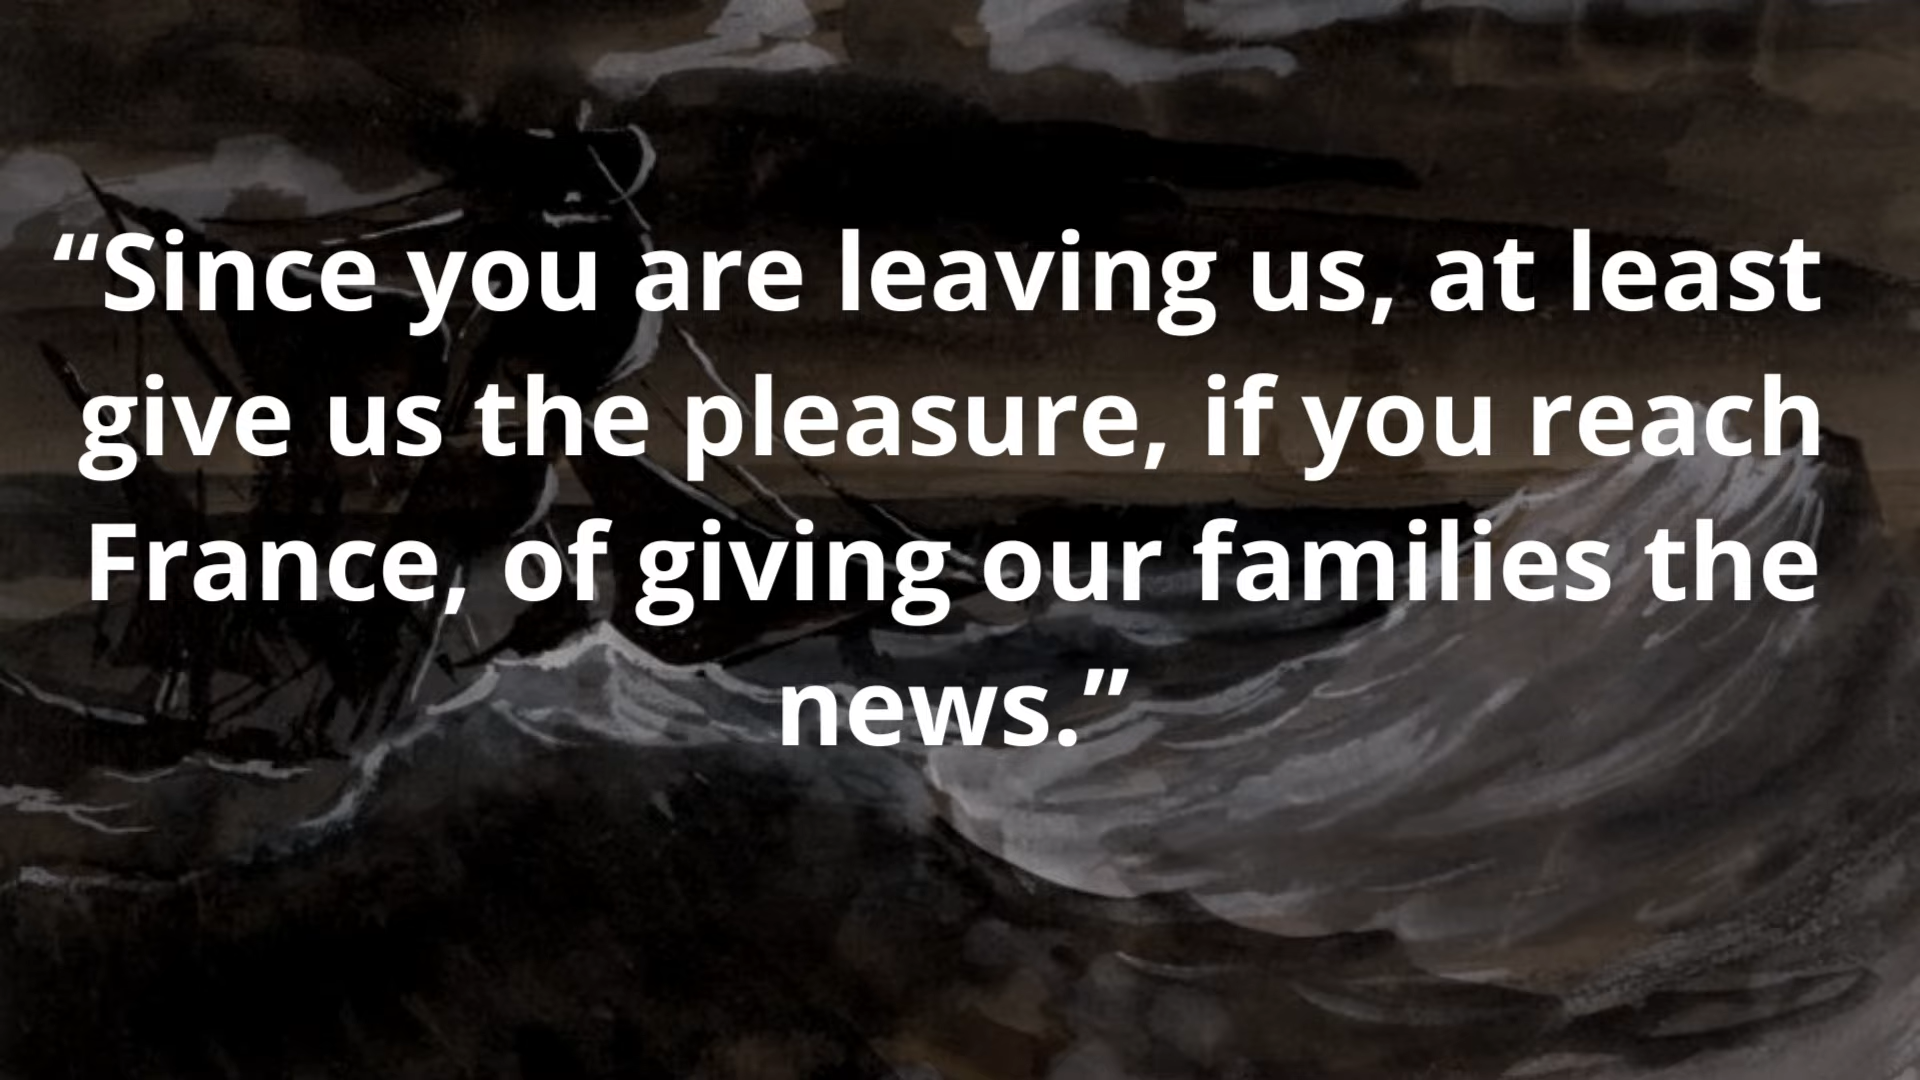 “Since you are leaving us, at least
give us the pleasure, if you reach
France, of giving our families the
news.”